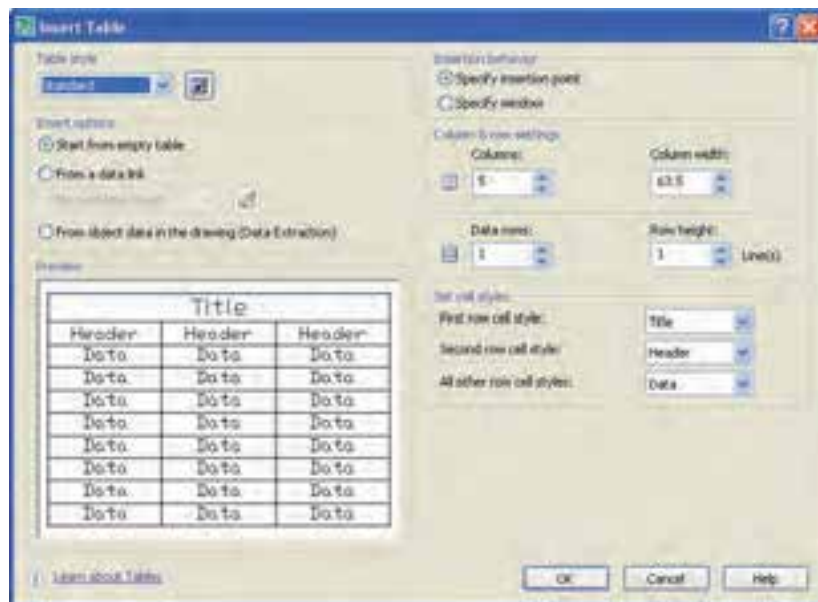 Insert Table
Table style
Standard
Insert options
Start from empty table
From a data link
From object data in the drawing (Data Extraction)
Preview
Title
Header Header Header
Data Data Data
Data Data Data
Data Data Data
Data Data Data
Data Data Data
Data Data Data
Data Data Data
Data Data Data
Learn about Tables
Insertion behavior
Specify insertion point
Specify window
Column & row settings
Columns: Column width:
5 63.5
Data rows: Row height:
1 1 Line(s)
Set cell styles
First row cell style: Title
Second row cell style: Header
All other row cell styles: Data
OK Cancel Help